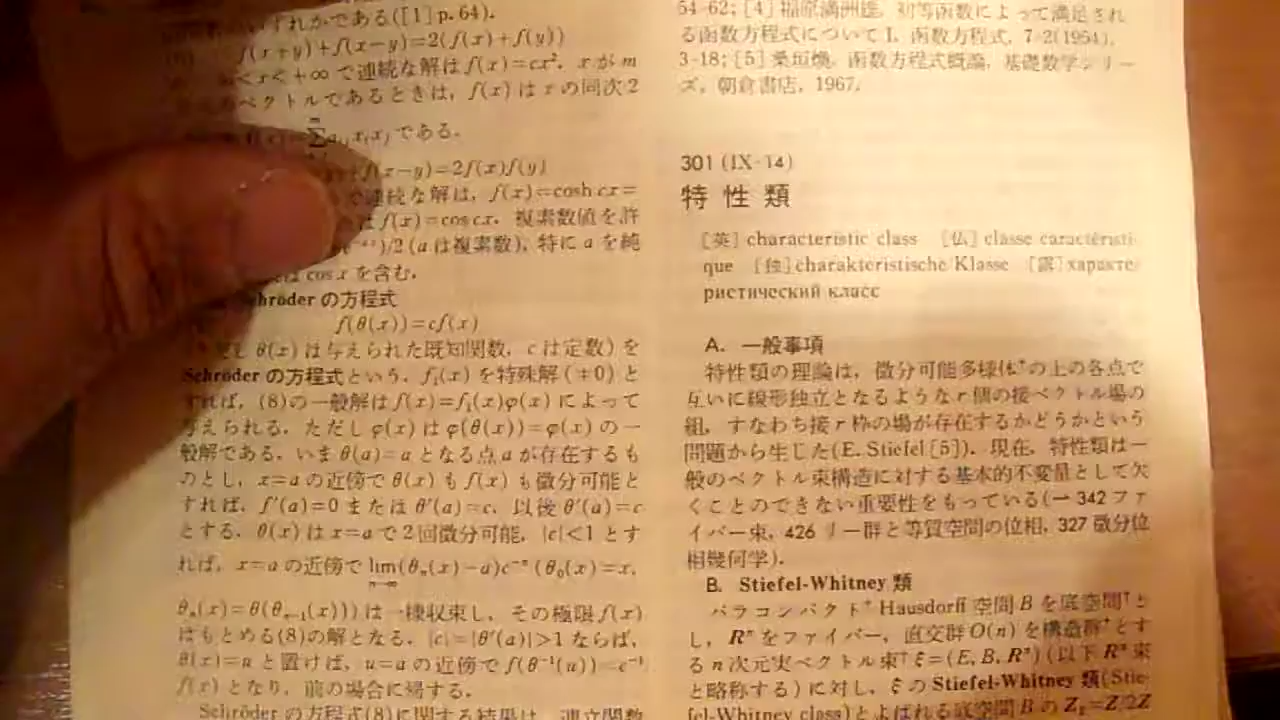 ずれかである([1]p.64).
f(x+y)+f(x−y)=2(f(x)+f(y))
<x<+∞ で連続な解は f(x)=cx², x が m
ベクトルであるときは, f(x) は x の同次2
である.
f(x−y)=2f(x)f(y)
で連続な解は, f(x)=cosh cx=
は f(x)=cos cx, 複素数値を許
)/2 (a は複素数), 特に a を純
は cos x を含む.
Schröder の方程式
f(θ(x))=cf(x)
θ(x) は与えられた既知関数, c は定数) を
Schröder の方程式という. f₁(x) を特殊解 (≠0) と
すれば, (8)の一般解は f(x)=f₁(x)φ(x) によって
与えられる. ただし φ(x) は φ(θ(x))=φ(x) の一
般解である. いま θ(a)=a となる点 a が存在するも
のとし, x=a の近傍で θ(x) も f(x) も微分可能と
すれば, f′(a)=0 または θ′(a)=c. 以後 θ′(a)=c
とする. θ(x) は x=a で 2 回微分可能, |c|<1 とす
れば, x=a の近傍で lim(θₙ(x)−a)c⁻ⁿ (θ₀(x)=x,
n→∞
θₙ(x)=θ(θₙ₋₁(x))) は一様収束し, その極限 f(x)
はもとめる(8)の解となる. |c|=|θ′(a)|>1 ならば,
θ(x)=u と置けば, u=a の近傍で f(θ⁻¹(u))=c⁻¹
f(x) となり, 前の場合に帰する.
Schröder の方程式(8)に関する結果は, 連立関数
54-62; [4] 福原満洲雄, 初等函数によって満足され
る函数方程式について I, 函数方程式, 7-2(1954),
3-18; [5] 桑垣煥, 函数方程式概論, 基礎数学シリー
ズ, 朝倉書店, 1967.
301 (IX-14)
特 性 類
[英] characteristic class [仏] classe caractéristi-
que [独] charakteristische Klasse [露] характе-
ристический класс
A. 一般事項
特性類の理論は, 微分可能多様体†の上の各点で
互いに線形独立となるような r 個の接ベクトル場の
組, すなわち接 r 枠の場が存在するかどうかという
問題から生じた(E. Stiefel [5]). 現在, 特性類は一
般のベクトル束構造に対する基本的不変量として欠
くことのできない重要性をもっている(→ 342 ファ
イバー束, 426 リー群と等質空間の位相, 327 微分位
相幾何学).
B. Stiefel-Whitney 類
パラコンパクト† Hausdorff 空間 B を底空間†と
し, Rⁿ をファイバー, 直交群 O(n) を構造群†とす
る n 次元実ベクトル束† ξ=(E, B, Rⁿ) (以下 Rⁿ 束
と略称する) に対し, ξ の Stiefel-Whitney 類(Stie-
fel-Whitney class)とよばれる底空間 B の Z₂=Z/2Z